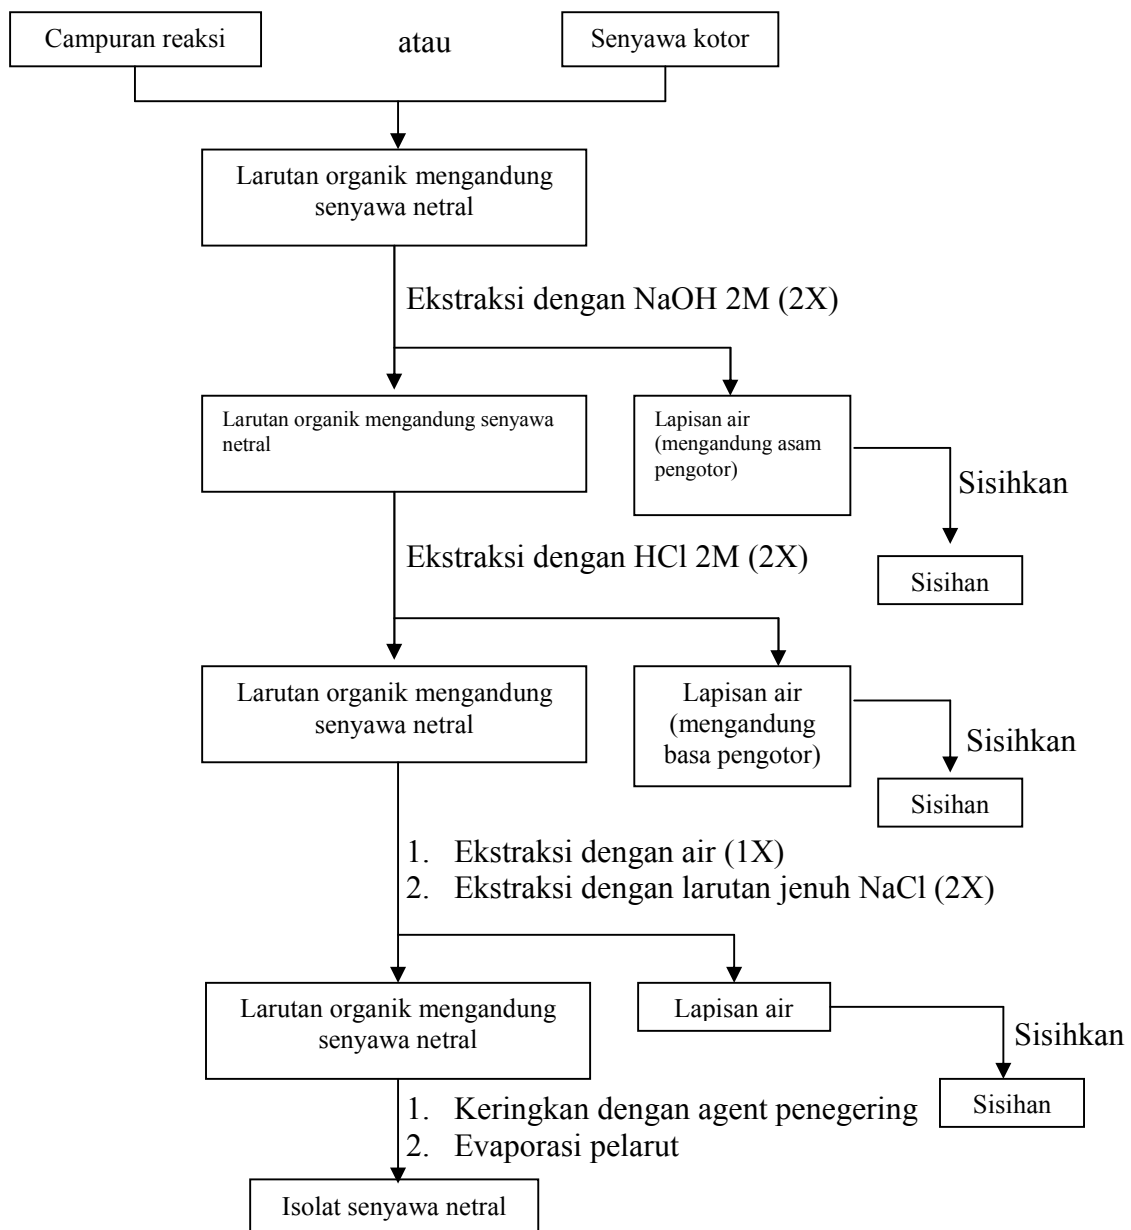 Campuran reaksi
atau
Senyawa kotor
Larutan organik mengandung
senyawa netral
Ekstraksi dengan NaOH 2M (2X)
Larutan organik mengandung senyawa
netral
Lapisan air
(mengandung asam
pengotor)
Sisihkan
Sisihan
Ekstraksi dengan HCl 2M (2X)
Larutan organik mengandung
senyawa netral
Lapisan air
(mengandung
basa pengotor)
Sisihkan
Sisihan
1. Ekstraksi dengan air (1X)
2. Ekstraksi dengan larutan jenuh NaCl (2X)
Larutan organik mengandung
senyawa netral
Lapisan air
Sisihkan
Sisihan
1. Keringkan dengan agent penegering
2. Evaporasi pelarut
Isolat senyawa netral